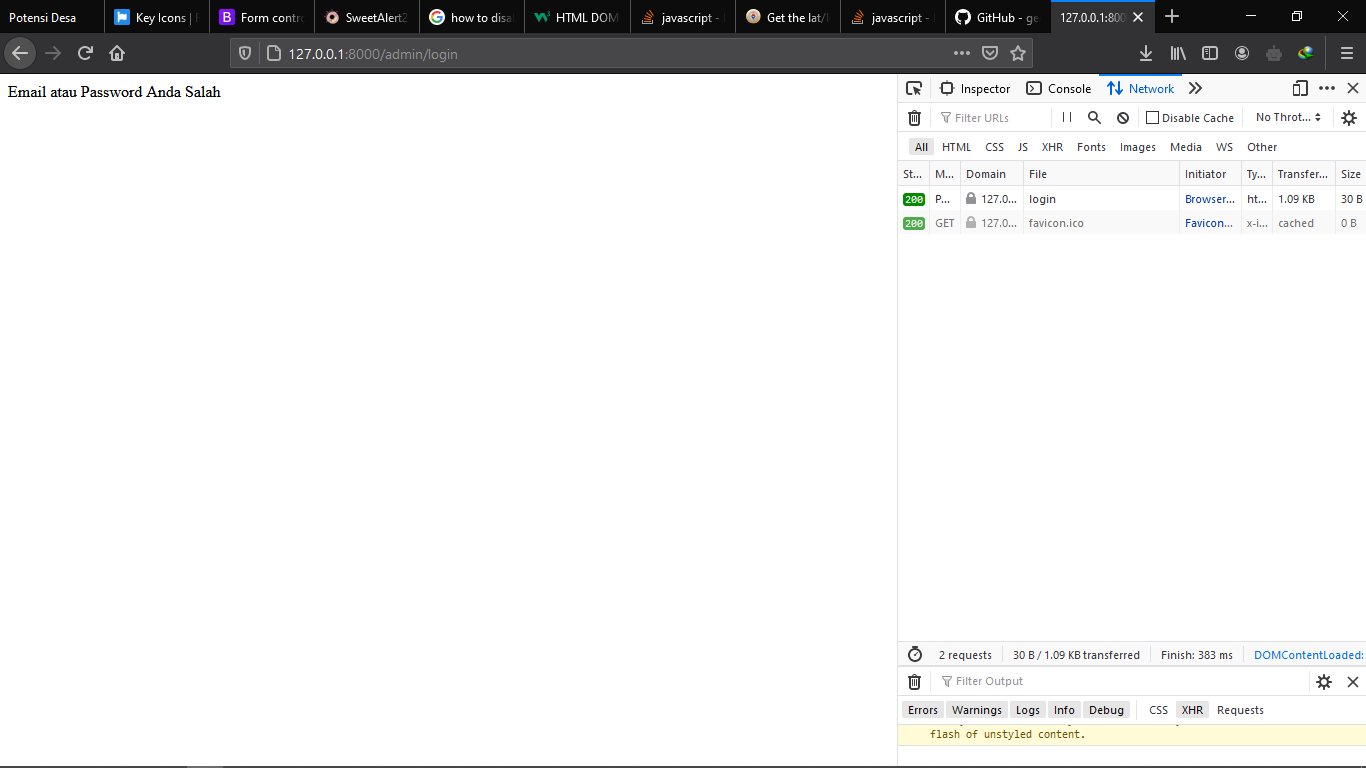 Potensi Desa Key Icons | F Form contro SweetAlert2 how to disal HTML DOM javascript - Get the lat/l javascript - GitHub - ge 127.0.0.1:800
127.0.0.1:8000/admin/login
Email atau Password Anda Salah
Inspector Console Network
Filter URLs Disable Cache No Throt...
All HTML CSS JS XHR Fonts Images Media WS Other
St... M... Domain File Initiator Ty... Transfer... Size
200 P... 127.0... login Browser... ht... 1.09 KB 30 B
200 GET 127.0... favicon.ico Favicon... x-i... cached 0 B
2 requests 30 B / 1.09 KB transferred Finish: 383 ms DOMContentLoaded:
Filter Output
Errors Warnings Logs Info Debug CSS XHR Requests
flash of unstyled content.